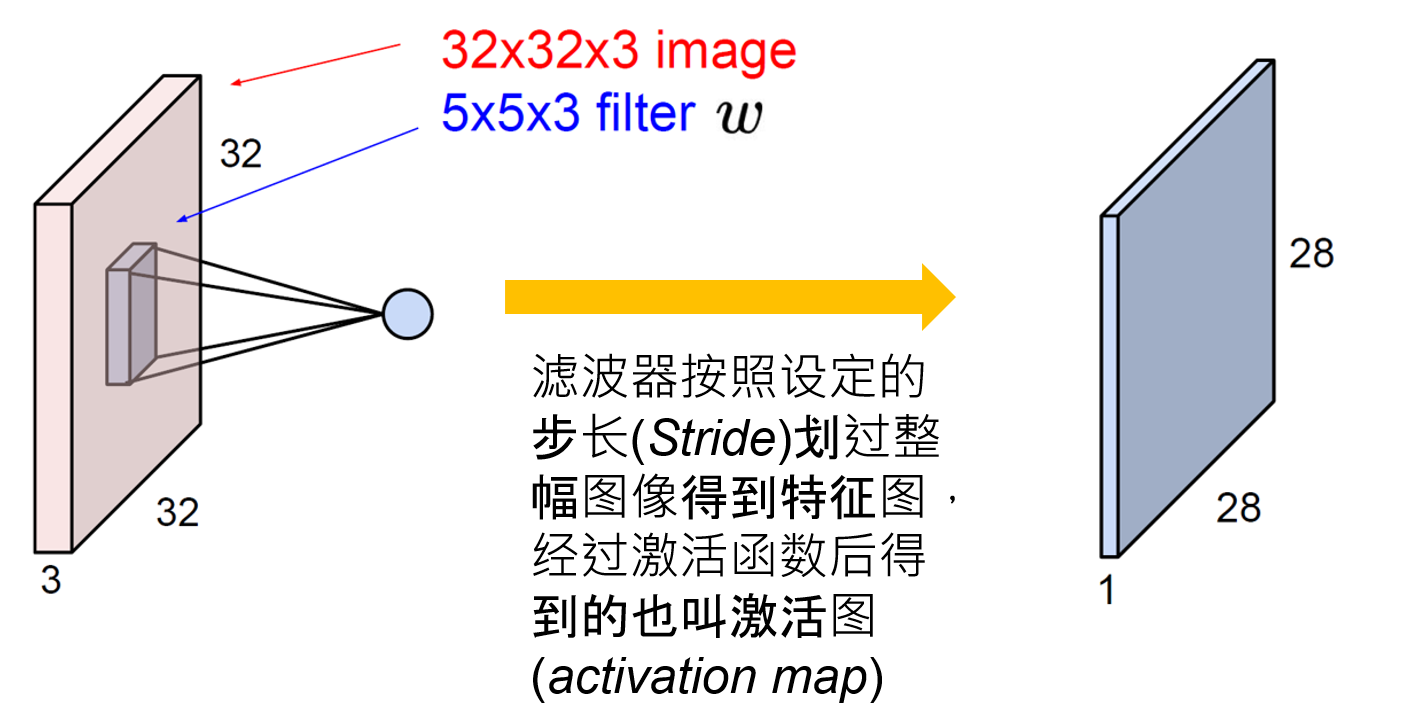 32x32x3 image
5x5x3 filter w
32
32
3
滤波器按照设定的
步长(Stride)划过整
幅图像得到特征图，
经过激活函数后得
到的也叫激活图
(activation map)
28
28
1